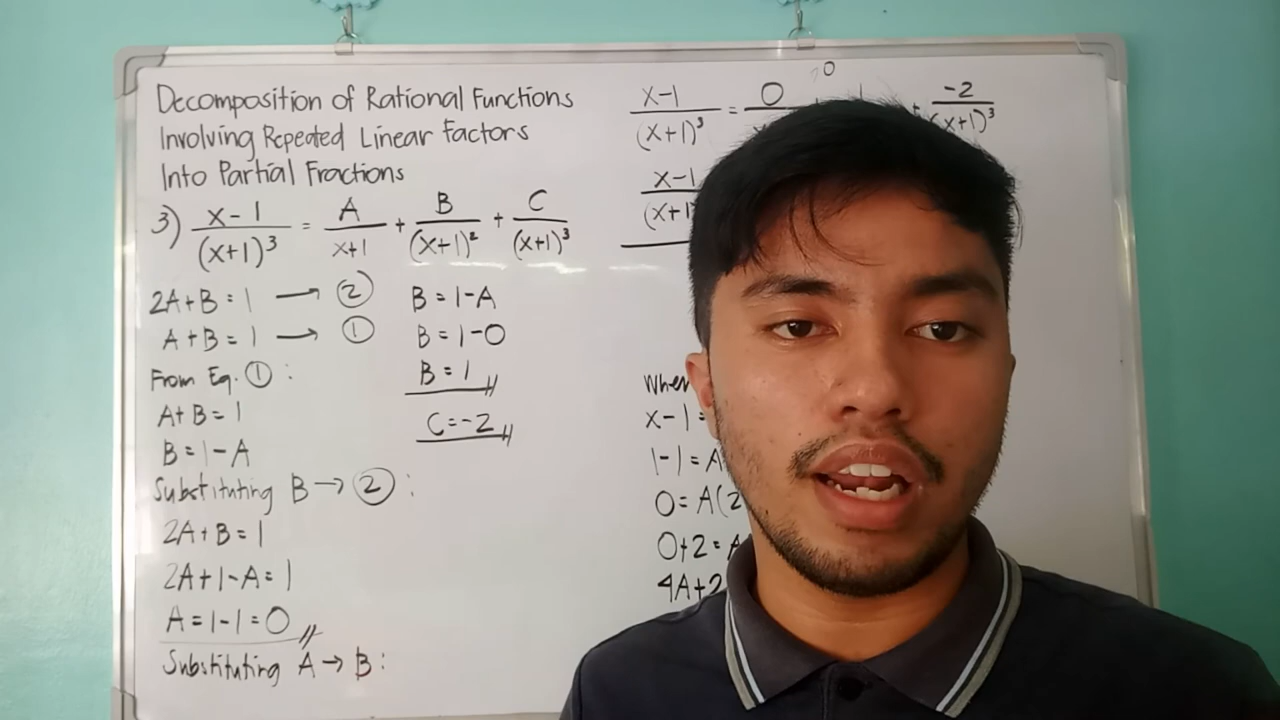 Decomposition of Rational Functions
Involving Repeated Linear Factors
Into Partial Fractions
3) x-1/(x+1)³ = A/x+1 + B/(x+1)² + C/(x+1)³
2A+B=1 → ②
A+B=1 → ①
From Eq. ① :
A+B=1
B=1-A
Substituting B→② :
2A+B=1
2A+1-A=1
A=1-1=0
Substituting A→B :
B=1-A
B=1-0
B=1
C=-2
0
x-1/(x+1)³ = 0/ + -2/(x+1)³
x-1/(x+1
When
x-1=
1-1=A
0=A(2
0+2=A
4A+2